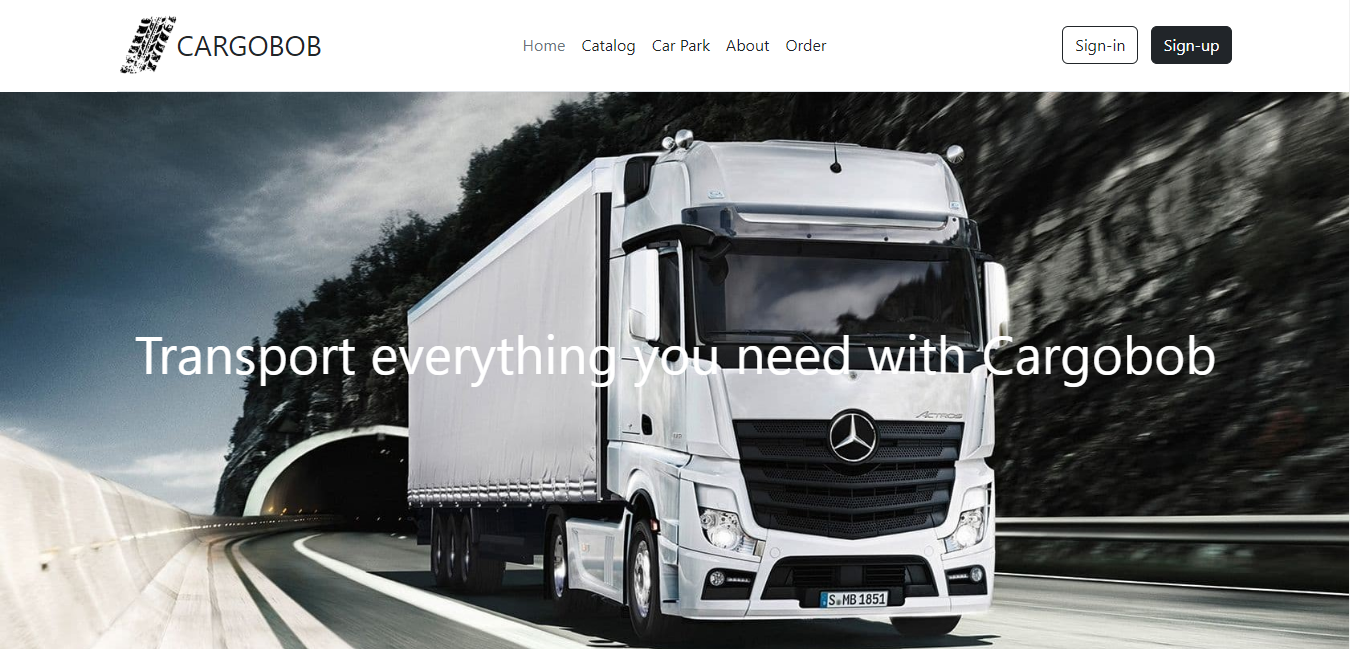 CARGOBOB
Home Catalog Car Park About Order
Sign-in Sign-up
Transport everything you need with Cargobob
ACTROS
S MB 1851